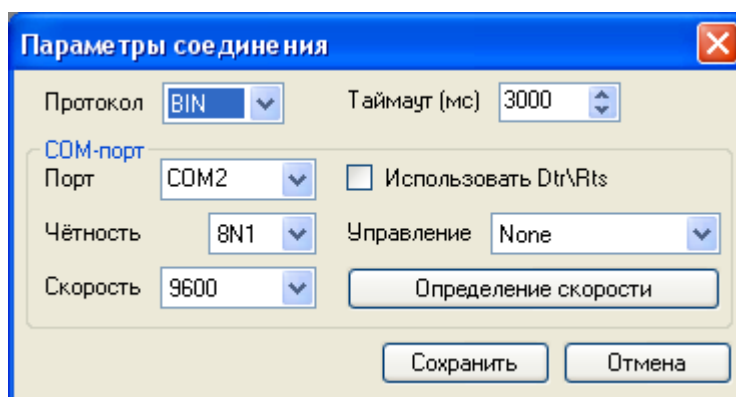 Параметры соединения
Протокол BIN Таймаут (мс) 3000
COM-порт
Порт COM2 Использовать Dtr\Rts
Чётность 8N1 Управление None
Скорость 9600 Определение скорости
Сохранить Отмена